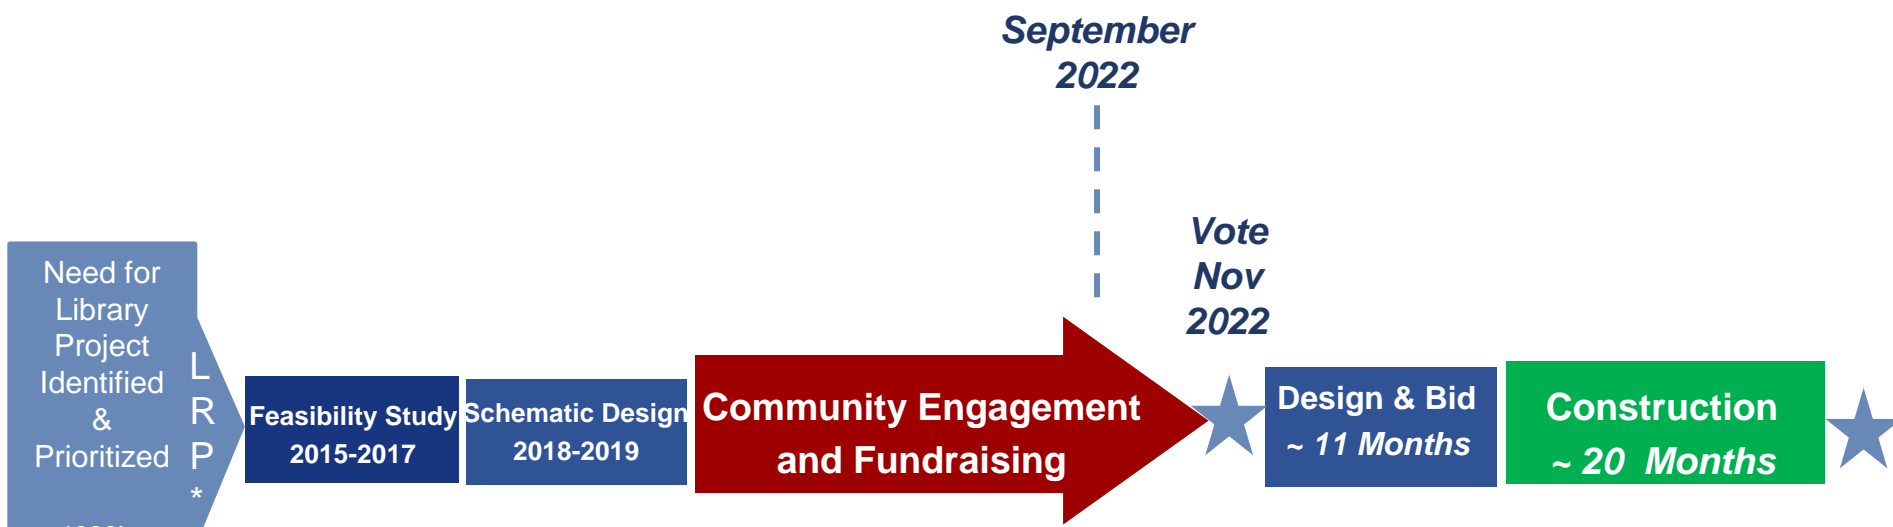 September
2022
Vote
Nov
2022
Need for
Library
Project
Identified
&
Prioritized
L
R
P
*
Feasibility Study
2015-2017
Schematic Design
2018-2019
Community Engagement
and Fundraising
Design & Bid
~ 11 Months
Construction
~ 20 Months